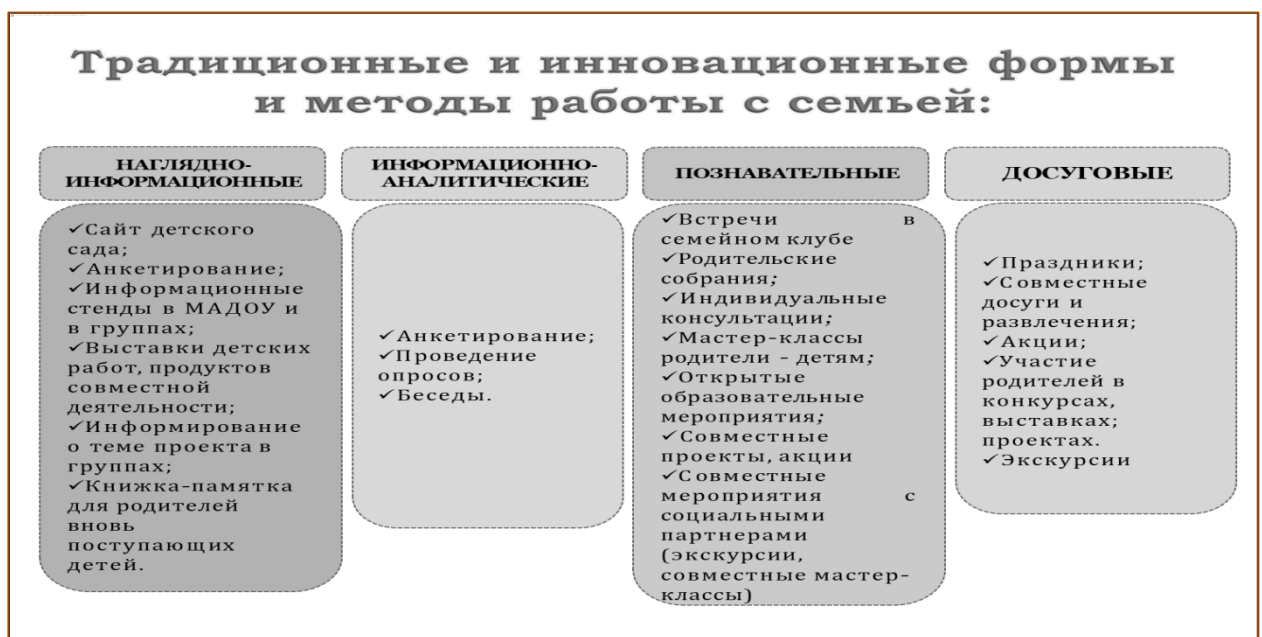 Традиционные и инновационные формы
и методы работы с семьей:
НАГЛЯДНО-
ИНФОРМАЦИОННЫЕ
✓Сайт детского
сада;
✓Анкетирование;
✓Информационные
стенды в МАДОУ и
в группах;
✓Выставки детских
работ, продуктов
совместной
деятельности;
✓Информирование
о теме проекта в
группах;
✓Книжка-памятка
для родителей
вновь
поступающих
детей.
ИНФОРМАЦИОННО-
АНАЛИТИЧЕСКИЕ
✓Анкетирование;
✓Проведение
опросов;
✓Беседы.
ПОЗНАВАТЕЛЬНЫЕ
✓Встречи в
семейном клубе
✓Родительские
собрания;
✓Индивидуальные
консультации;
✓Мастер-классы
родители - детям;
✓Открытые
образовательные
мероприятия;
✓Совместные
проекты, акции
✓Совместные
мероприятия с
социальными
партнерами
(экскурсии,
совместные мастер-
классы)
ДОСУГОВЫЕ
✓Праздники;
✓Совместные
досуги и
развлечения;
✓Акции;
✓Участие
родителей в
конкурсах,
выставках;
проектах.
✓Экскурсии